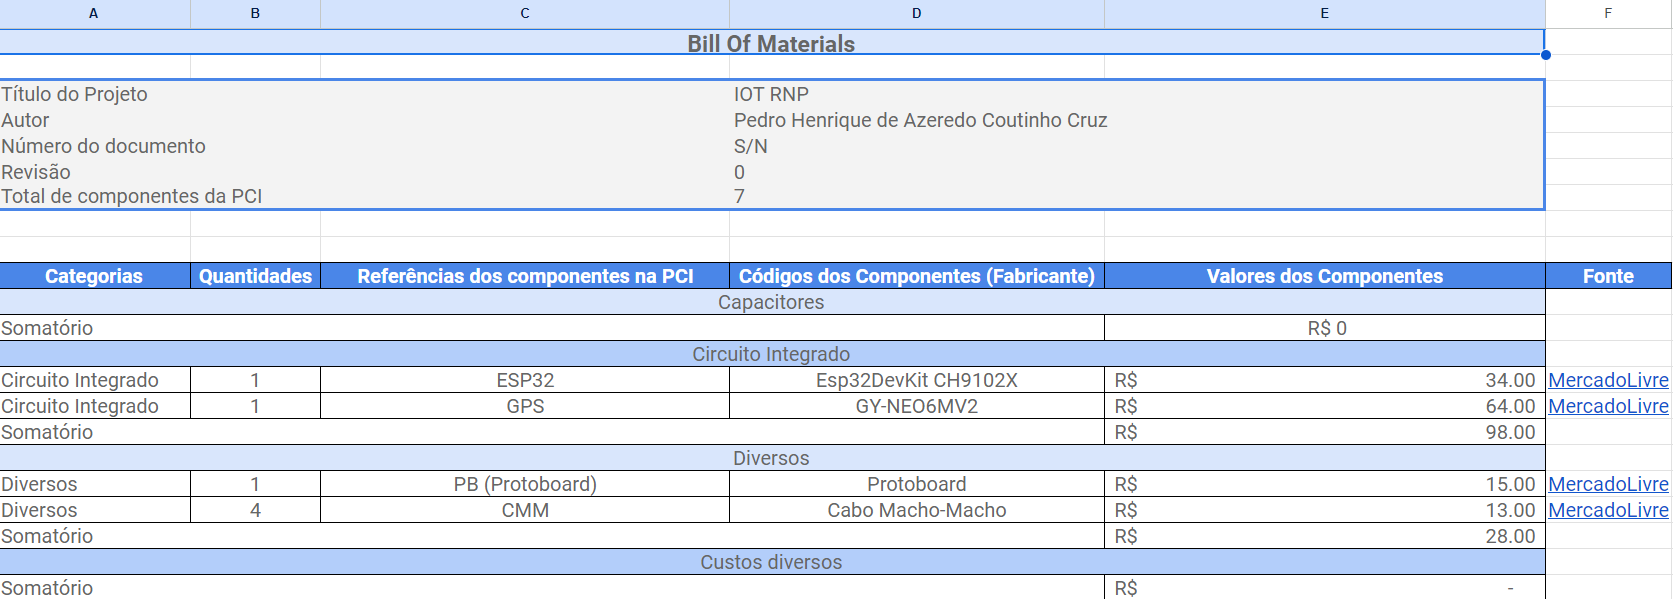 A B C D E F
Bill Of Materials
Título do Projeto IOT RNP
Autor Pedro Henrique de Azeredo Coutinho Cruz
Número do documento S/N
Revisão 0
Total de componentes da PCI 7
Categorias Quantidades Referências dos componentes na PCI Códigos dos Componentes (Fabricante) Valores dos Componentes Fonte
Capacitores
Somatório R$ 0
Circuito Integrado
Circuito Integrado 1 ESP32 Esp32DevKit CH9102X R$ 34.00 MercadoLivre
Circuito Integrado 1 GPS GY-NEO6MV2 R$ 64.00 MercadoLivre
Somatório R$ 98.00
Diversos
Diversos 1 PB (Protoboard) Protoboard R$ 15.00 MercadoLivre
Diversos 4 CMM Cabo Macho-Macho R$ 13.00 MercadoLivre
Somatório R$ 28.00
Custos diversos
Somatório R$ -